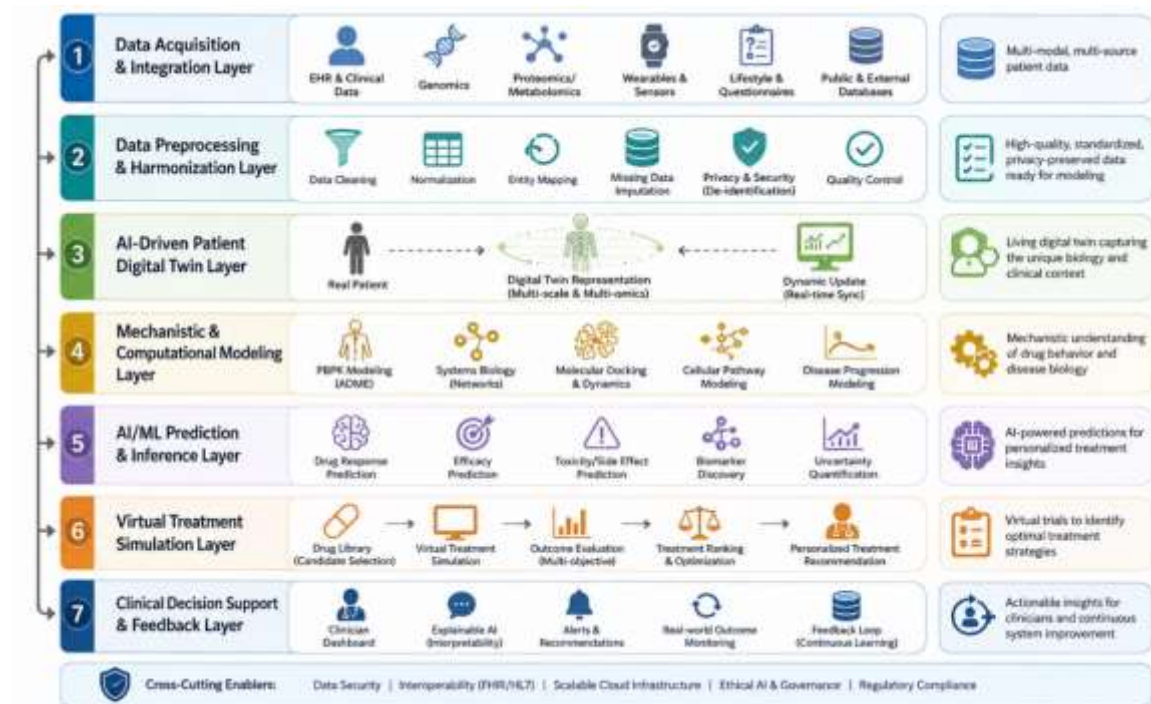 1
Data Acquisition
& Integration Layer
EHR & Clinical
Data
Genomics
Proteomics/
Metabolomics
Wearables &
Sensors
Lifestyle &
Questionnaires
Public & External
Databases
Multi-modal, multi-source
patient data
2
Data Preprocessing
& Harmonization Layer
Data Cleaning
Normalization
Entity Mapping
Missing Data
Imputation
Privacy & Security
(De-identification)
Quality Control
High-quality, standardized,
privacy-preserved data
ready for modeling
3
AI-Driven Patient
Digital Twin Layer
Real Patient
Digital Twin Representation
(Multi-scale & Multi-omics)
Dynamic Update
(Real-time Sync)
Living digital twin capturing
the unique biology and
clinical context
4
Mechanistic &
Computational Modeling
Layer
PBPK Modeling
(ADME)
Systems Biology
(Networks)
Molecular Docking
& Dynamics
Cellular Pathway
Modeling
Disease Progression
Modeling
Mechanistic understanding
of drug behavior and
disease biology
5
AI/ML Prediction
& Inference Layer
Drug Response
Prediction
Efficacy
Prediction
Toxicity/Side Effect
Prediction
Biomarker
Discovery
Uncertainty
Quantification
AI-powered predictions for
personalized treatment
insights
6
Virtual Treatment
Simulation Layer
Drug Library
(Candidate Selection)
Virtual Treatment
Simulation
Outcome Evaluation
(Multi-objective)
Treatment Ranking
& Optimization
Personalized Treatment
Recommendation
Virtual trials to identify
optimal treatment
strategies
7
Clinical Decision Support
& Feedback Layer
Clinician
Dashboard
Explainable AI
(Interpretability)
Alerts &
Recommendations
Real-world Outcome
Monitoring
Feedback Loop
(Continuous Learning)
Actionable insights for
clinicians and continuous
system improvement
Cross-Cutting Enablers: Data Security | Interoperability (FHIR/HL7) | Scalable Cloud Infrastructure | Ethical AI & Governance | Regulatory Compliance